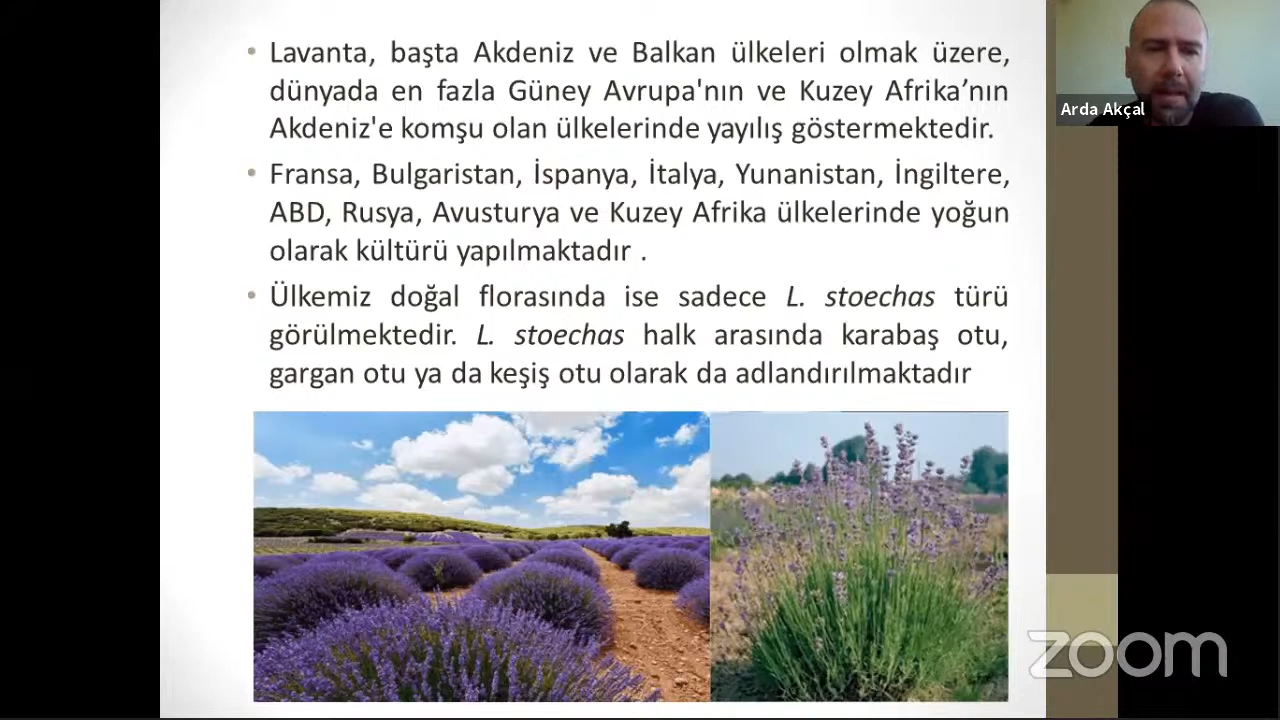 • Lavanta, başta Akdeniz ve Balkan ülkeleri olmak üzere,
dünyada en fazla Güney Avrupa'nın ve Kuzey Afrika’nın
Akdeniz'e komşu olan ülkelerinde yayılış göstermektedir.
• Fransa, Bulgaristan, İspanya, İtalya, Yunanistan, İngiltere,
ABD, Rusya, Avusturya ve Kuzey Afrika ülkelerinde yoğun
olarak kültürü yapılmaktadır .
• Ülkemiz doğal florasında ise sadece L. stoechas türü
görülmektedir. L. stoechas halk arasında karabaş otu,
gargan otu ya da keşiş otu olarak da adlandırılmaktadır
Arda Akçal
zoom